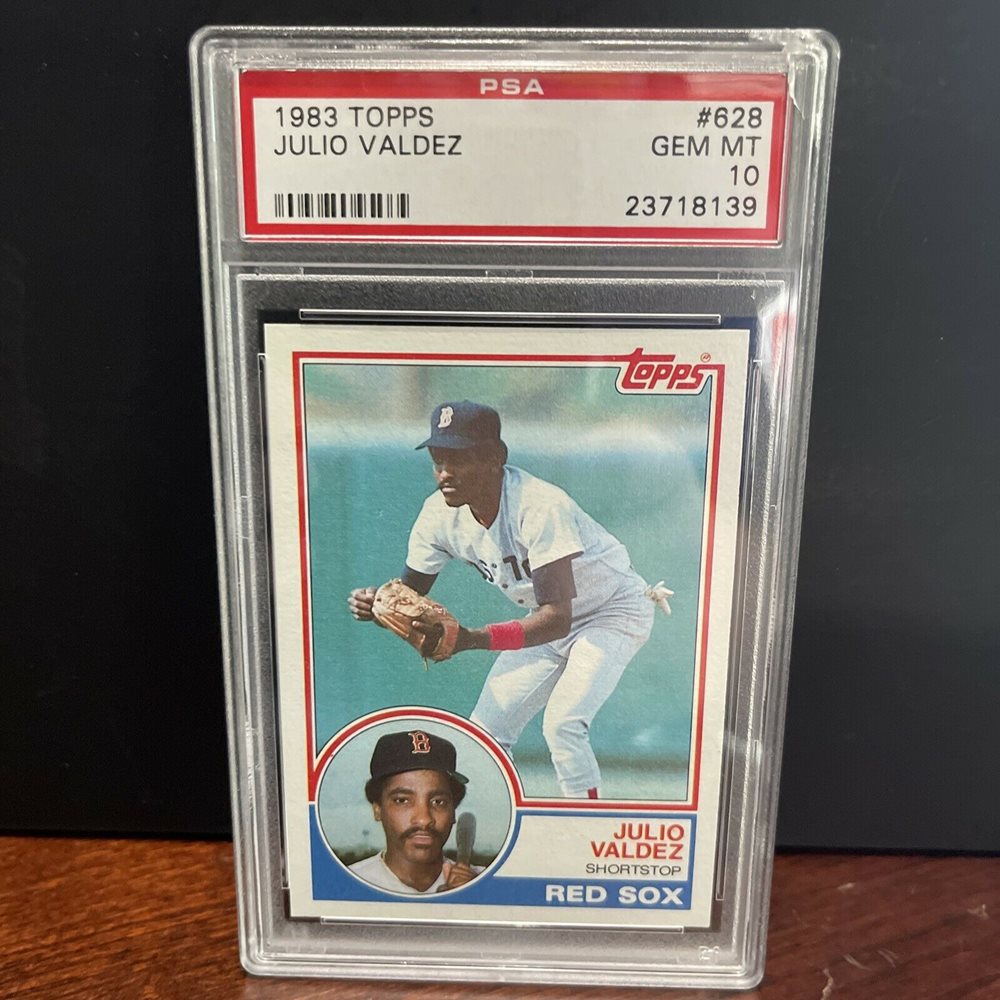 PSA
1983 TOPPS #628
JULIO VALDEZ GEM MT
10
23718139
TOPPS
B
B
JULIO
VALDEZ
SHORTSTOP
RED SOX